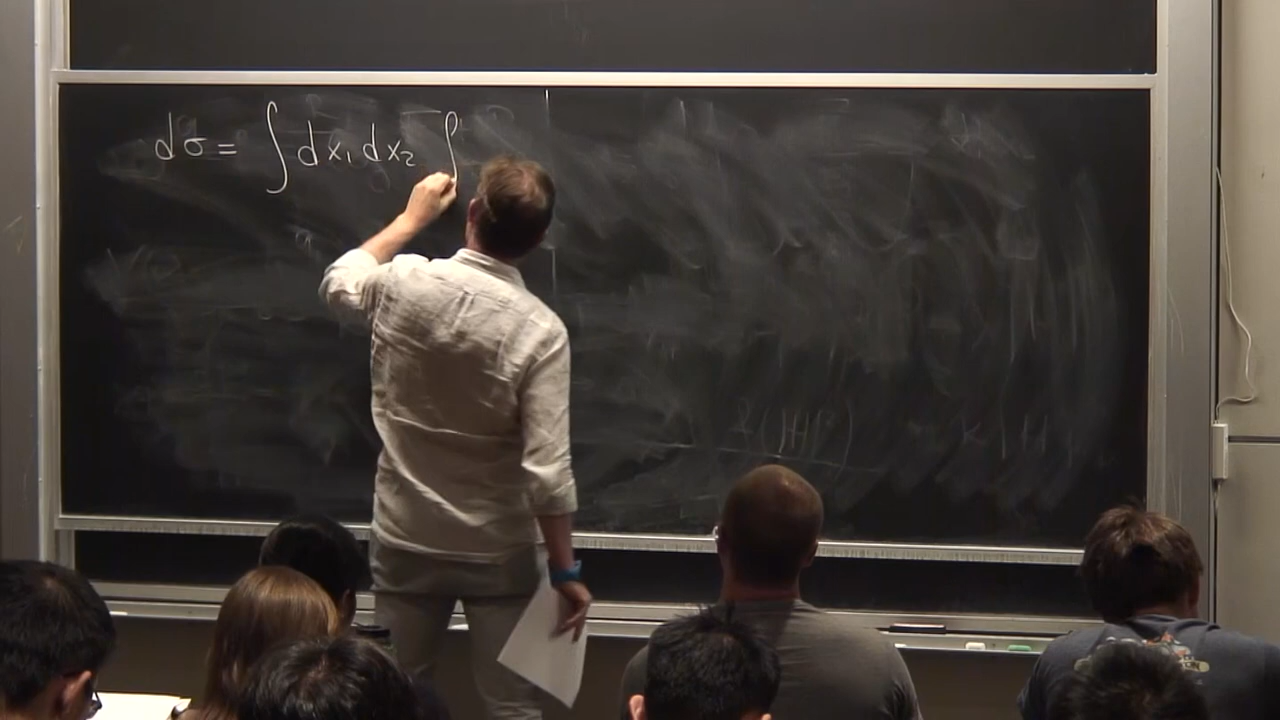 dσ = ∫ dx₁ dx₂ ∫